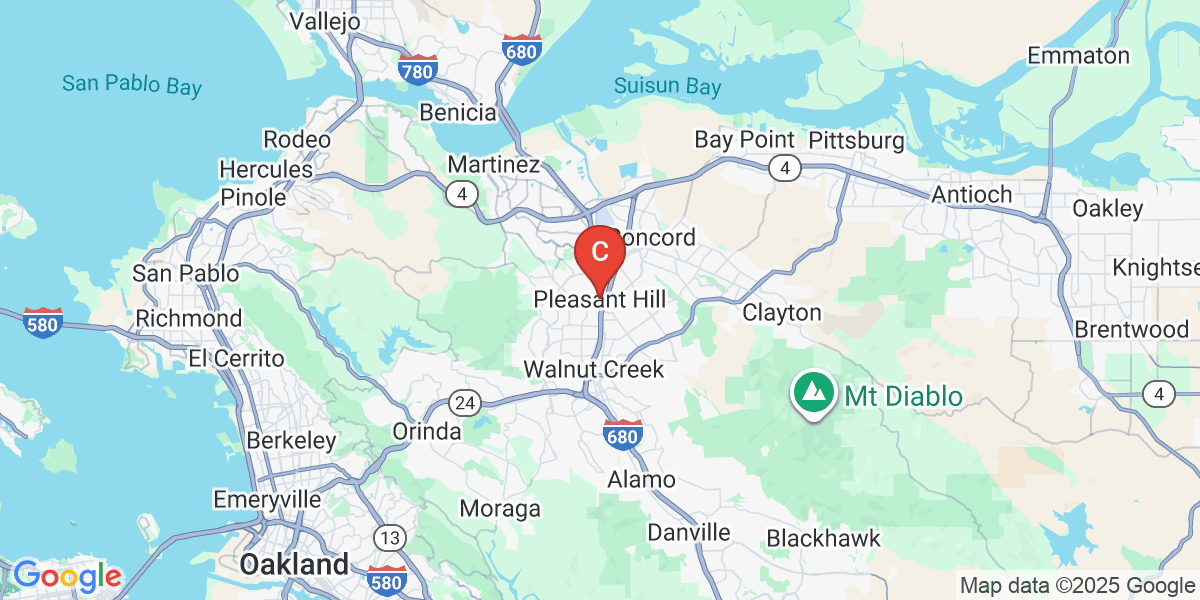 Vallejo
680
Emmaton
780
San Pablo Bay
Suisun Bay
Benicia
Rodeo
Bay Point
Pittsburg
Martinez
Hercules
4
Pinole
4
Antioch
Oakley
C
Concord
San Pablo
Knightse
Pleasant Hill
Clayton
Richmond
580
Brentwood
El Cerrito
Walnut Creek
Mt Diablo
4
24
Orinda
Berkeley
680
Alamo
Emeryville
Moraga
Danville
13
Blackhawk
Oakland
580
Google
Map data ©2025 Google